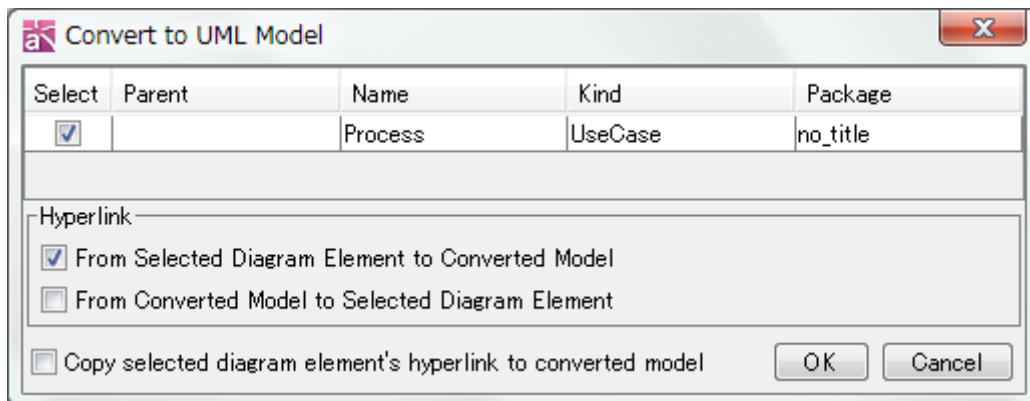 Convert to UML Model
Select Parent Name Kind Package
Process UseCase no_title
Hyperlink
From Selected Diagram Element to Converted Model
From Converted Model to Selected Diagram Element
Copy selected diagram element's hyperlink to converted model OK Cancel